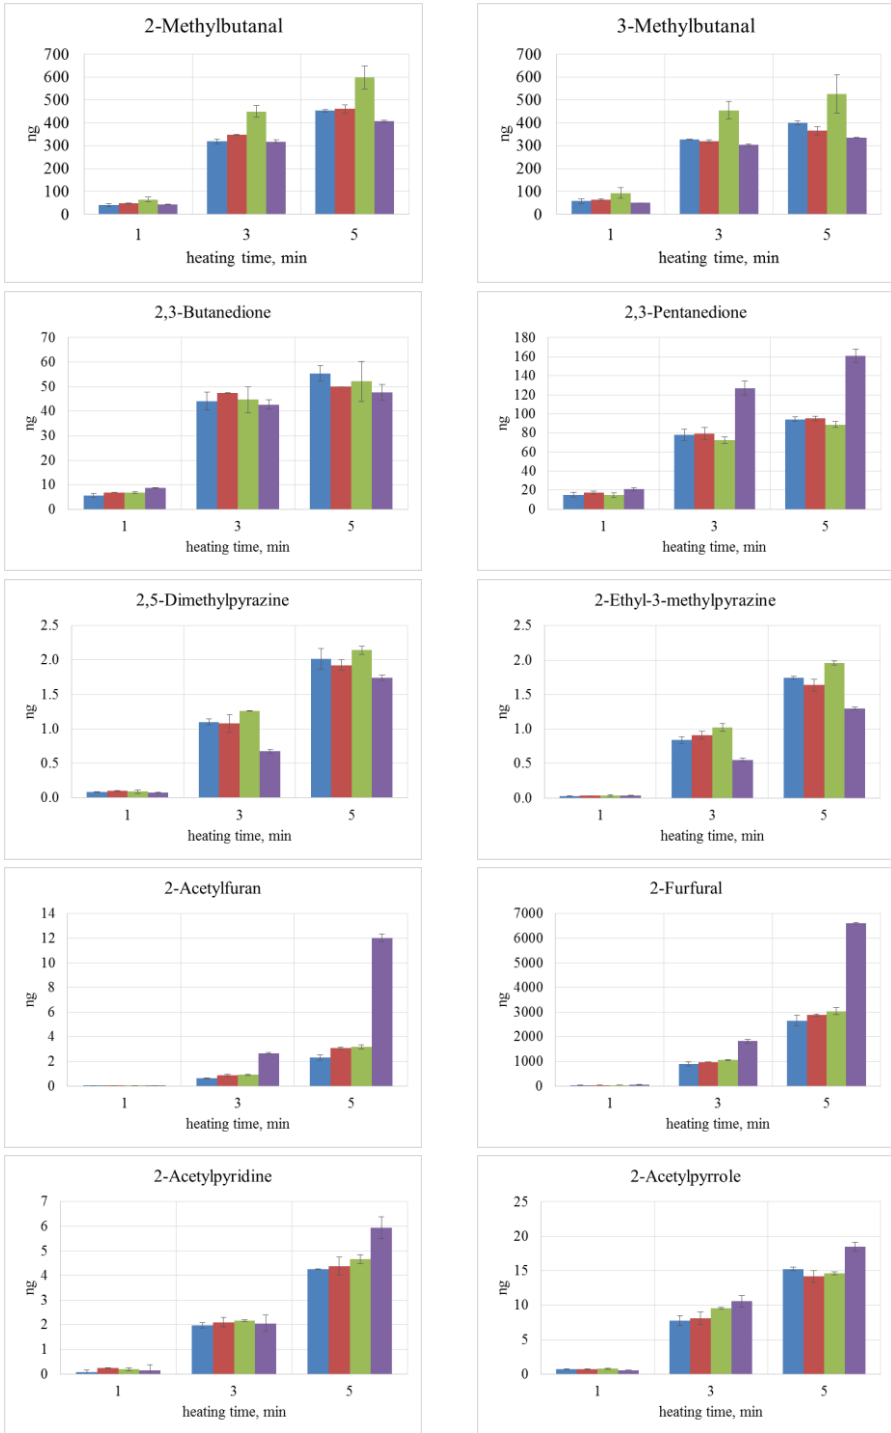 2-Methylbutanal
700
600
500
400
300
200
100
0
ng
1 3 5
heating time, min
3-Methylbutanal
700
600
500
400
300
200
100
0
ng
1 3 5
heating time, min
2,3-Butanedione
70
60
50
40
30
20
10
0
ng
1 3 5
heating time, min
2,3-Pentanedione
180
160
140
120
100
80
60
40
20
0
ng
1 3 5
heating time, min
2,5-Dimethylpyrazine
2.5
2.0
1.5
1.0
0.5
0.0
ng
1 3 5
heating time, min
2-Ethyl-3-methylpyrazine
2.5
2.0
1.5
1.0
0.5
0.0
ng
1 3 5
heating time, min
2-Acetylfuran
14
12
10
8
6
4
2
0
ng
1 3 5
heating time, min
2-Furfural
7000
6000
5000
4000
3000
2000
1000
0
ng
1 3 5
heating time, min
2-Acetylpyridine
7
6
5
4
3
2
1
0
ng
1 3 5
heating time, min
2-Acetylpyrrole
25
20
15
10
5
0
ng
1 3 5
heating time, min